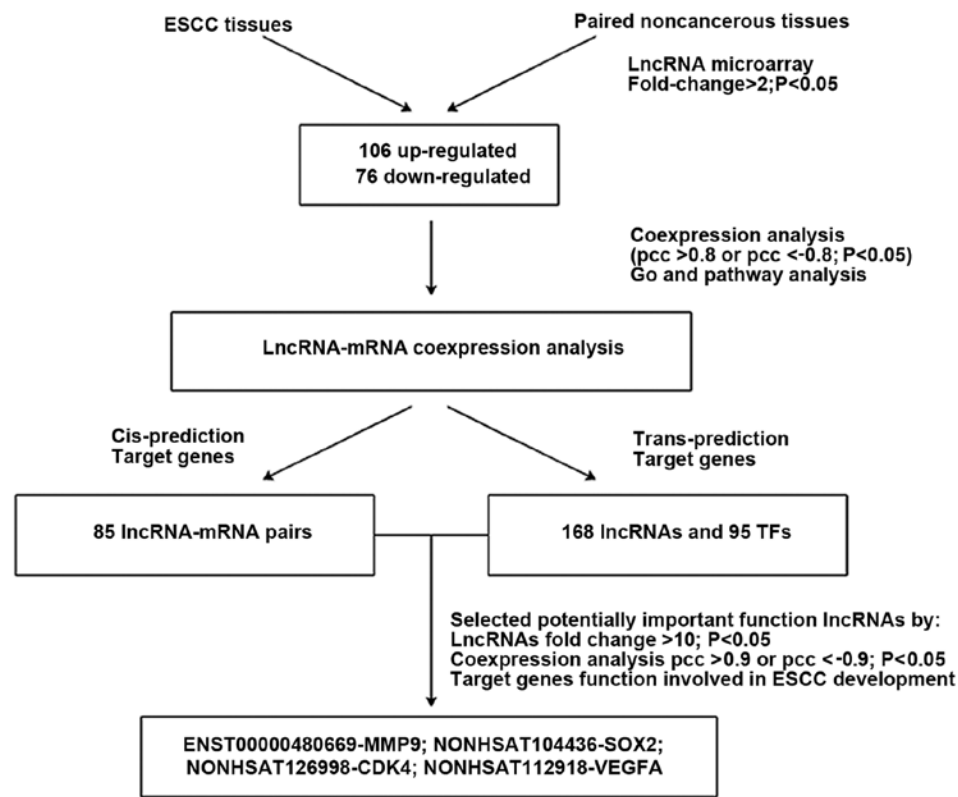 ESCC tissues
Paired noncancerous tissues
LncRNA microarray
Fold-change>2;P<0.05
106 up-regulated
76 down-regulated
Coexpression analysis
(pcc >0.8 or pcc <-0.8; P<0.05)
Go and pathway analysis
LncRNA-mRNA coexpression analysis
Cis-prediction
Target genes
Trans-prediction
Target genes
85 lncRNA-mRNA pairs
168 lncRNAs and 95 TFs
Selected potentially important function lncRNAs by:
LncRNAs fold change >10; P<0.05
Coexpression analysis pcc >0.9 or pcc <-0.9; P<0.05
Target genes function involved in ESCC development
ENST00000480669-MMP9; NONHSAT104436-SOX2;
NONHSAT126998-CDK4; NONHSAT112918-VEGFA